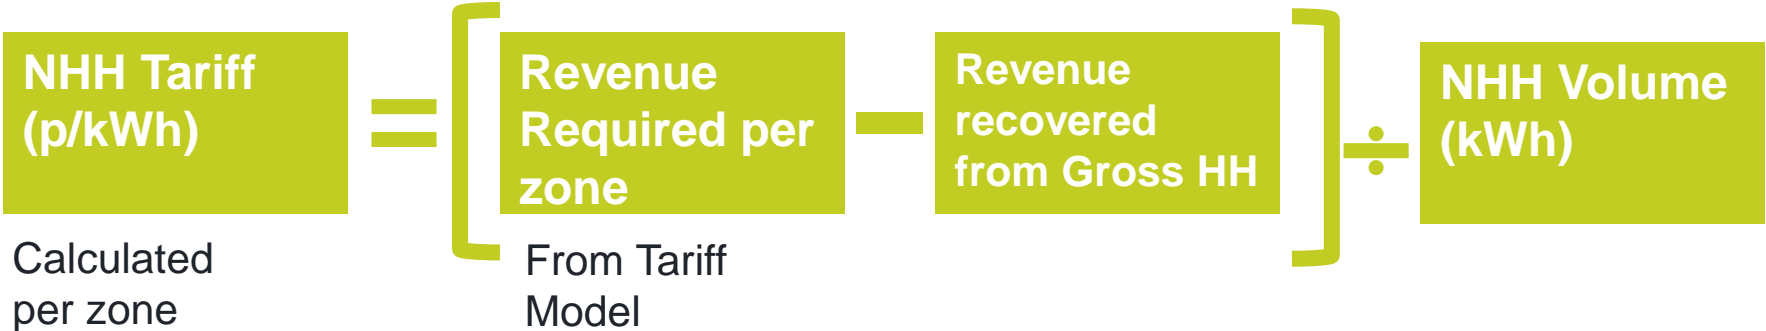 NHH Tariff
(p/kWh)
=
[
Revenue
Required per
zone
−
Revenue
recovered
from Gross HH
]
÷
NHH Volume
(kWh)
Calculated
per zone
From Tariff
Model